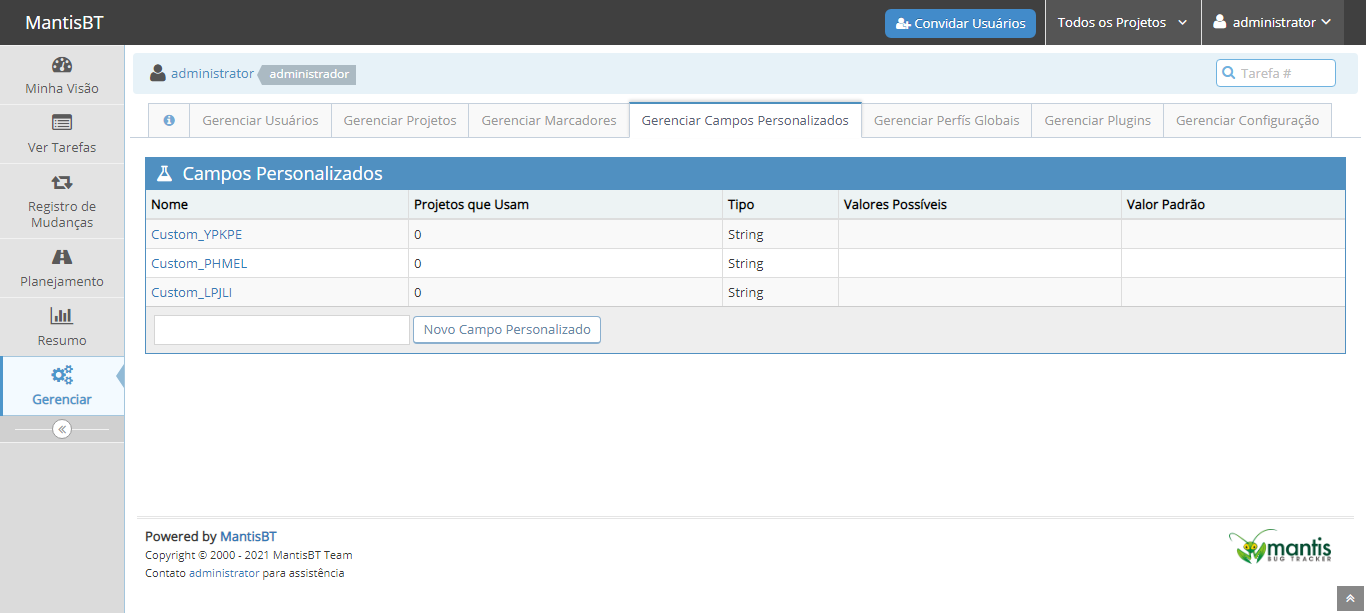 MantisBT Convidar Usuários Todos os Projetos administrator
administrator administrador Tarefa #
Minha Visão
Ver Tarefas
Registro de
Mudanças
Planejamento
Resumo
Gerenciar
Gerenciar Usuários Gerenciar Projetos Gerenciar Marcadores Gerenciar Campos Personalizados Gerenciar Perfís Globais Gerenciar Plugins Gerenciar Configuração
Campos Personalizados
Nome Projetos que Usam Tipo Valores Possíveis Valor Padrão
Custom_YPKPE 0 String
Custom_PHMEL 0 String
Custom_LPJLI 0 String
Novo Campo Personalizado
Powered by MantisBT
Copyright © 2000 - 2021 MantisBT Team
Contato administrator para assistência
mantis
BUG TRACKER